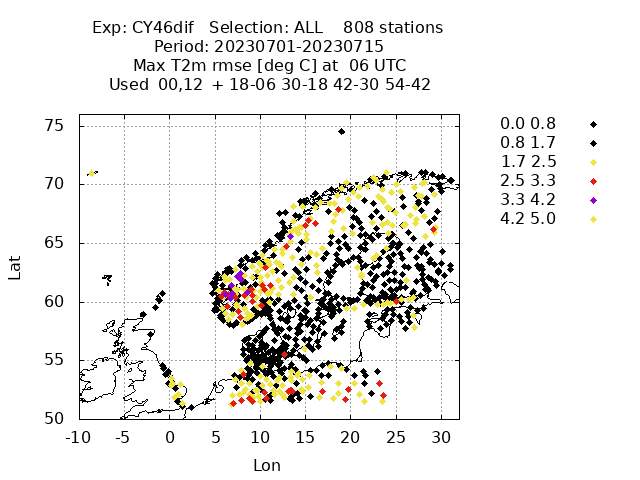 Exp: CY46dif Selection: ALL 808 stations
Period: 20230701-20230715
Max T2m rmse [deg C] at 06 UTC
Used 00,12 + 18-06 30-18 42-30 54-42
0.0 0.8
0.8 1.7
1.7 2.5
2.5 3.3
3.3 4.2
4.2 5.0
75
70
65
60
55
50
Lat
-10 -5 0 5 10 15 20 25 30
Lon